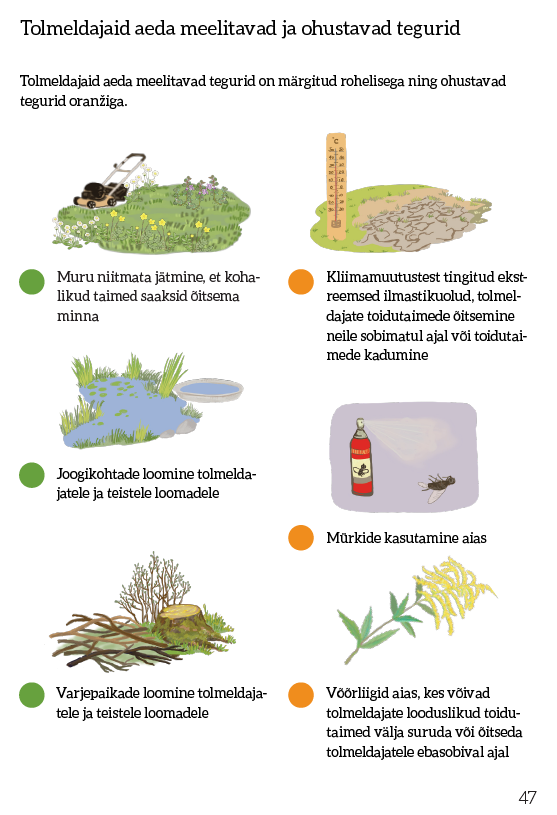 Tolmeldajaid aeda meelitavad ja ohustavad tegurid
Tolmeldajaid aeda meelitavad tegurid on märgitud rohelisega ning ohustavad
tegurid oranžiga.
Muru niitmata jätmine, et koha-
likud taimed saaksid õitsema
minna
Joogikohtade loomine tolmelda-
jatele ja teistele loomadele
Varjepaikade loomine tolmeldaja-
tele ja teistele loomadele
°C
Kliimamuutustest tingitud ekst-
reemsed ilmastikuolud, tolmel-
dajate toidutaimede õitsemine
neile sobimatul ajal või toidutai-
mede kadumine
Mürkide kasutamine aias
Võõrliigid aias, kes võivad
tolmeldajate looduslikud toidu-
taimed välja suruda või õitseda
tolmeldajatele ebasobival ajal
47